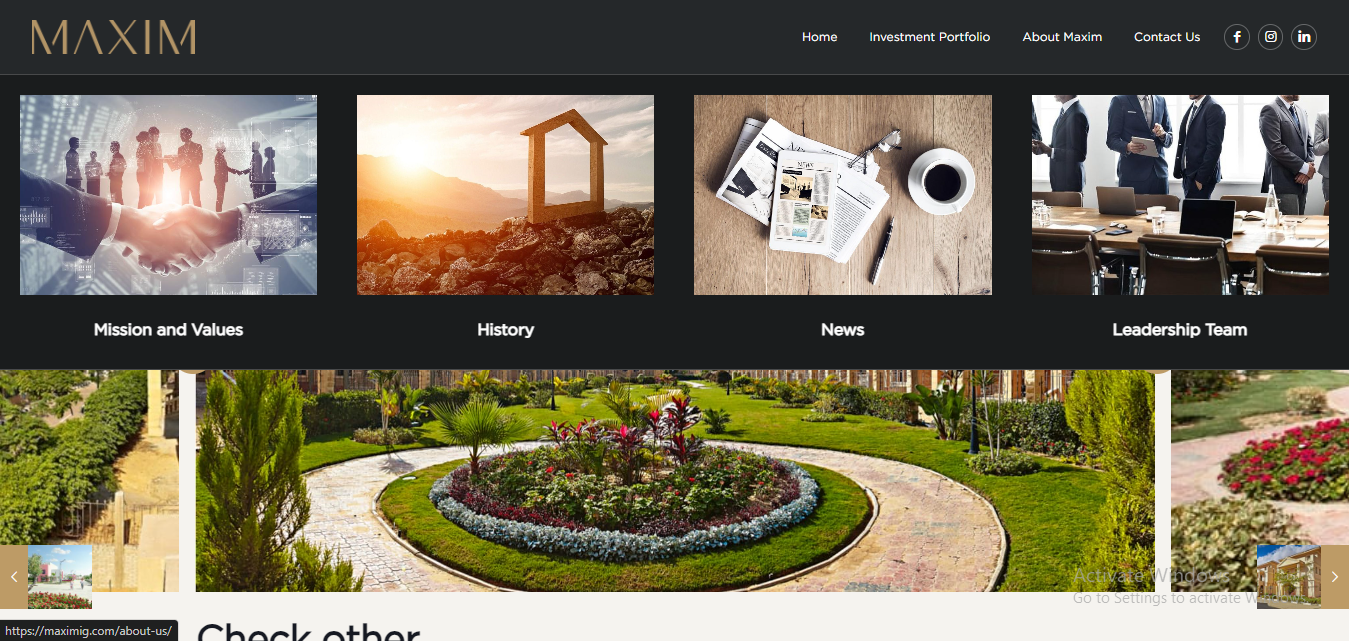 MAXIM
Home Investment Portfolio About Maxim Contact Us
NEWS
Mission and Values History News Leadership Team
Activate Windows
Go to Settings to activate
https://maximig.com/about-us/
Check other